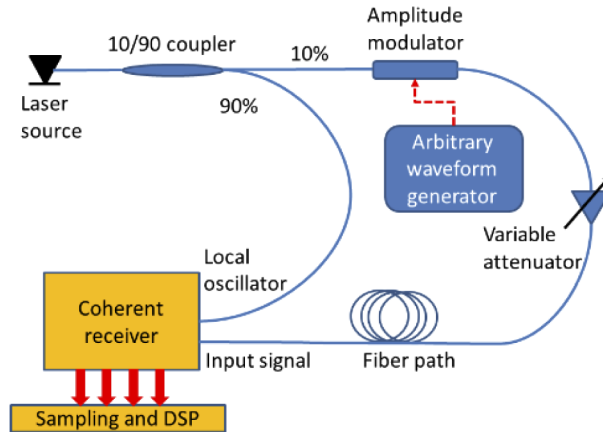 10/90 coupler
10%
Amplitude
modulator
Laser
source
90%
Arbitrary
waveform
generator
Variable
attenuator
Local
oscillator
Coherent
receiver
Input signal
Fiber path
Sampling and DSP